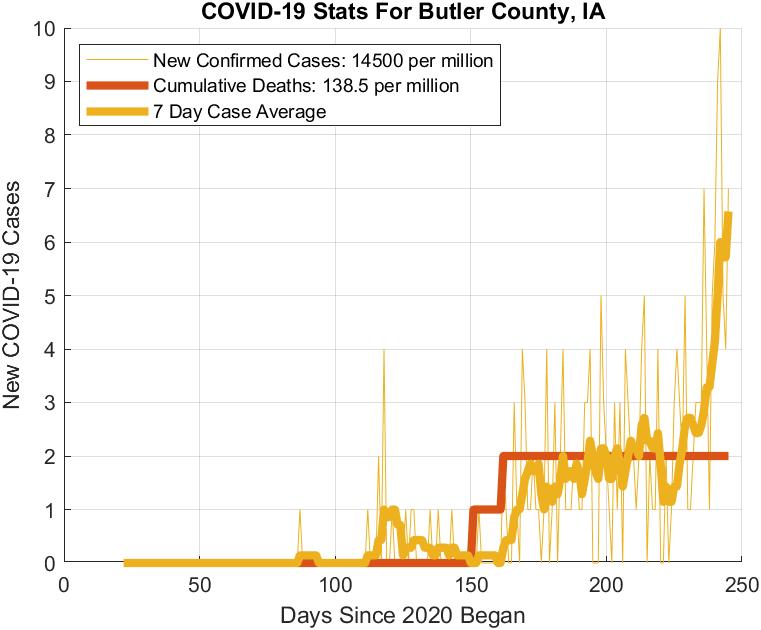 COVID-19 Stats For Butler County, IA
New Confirmed Cases: 14500 per million
Cumulative Deaths: 138.5 per million
7 Day Case Average
New COVID-19 Cases
10
9
8
7
6
5
4
3
2
1
0
0 50 100 150 200 250
Days Since 2020 Began